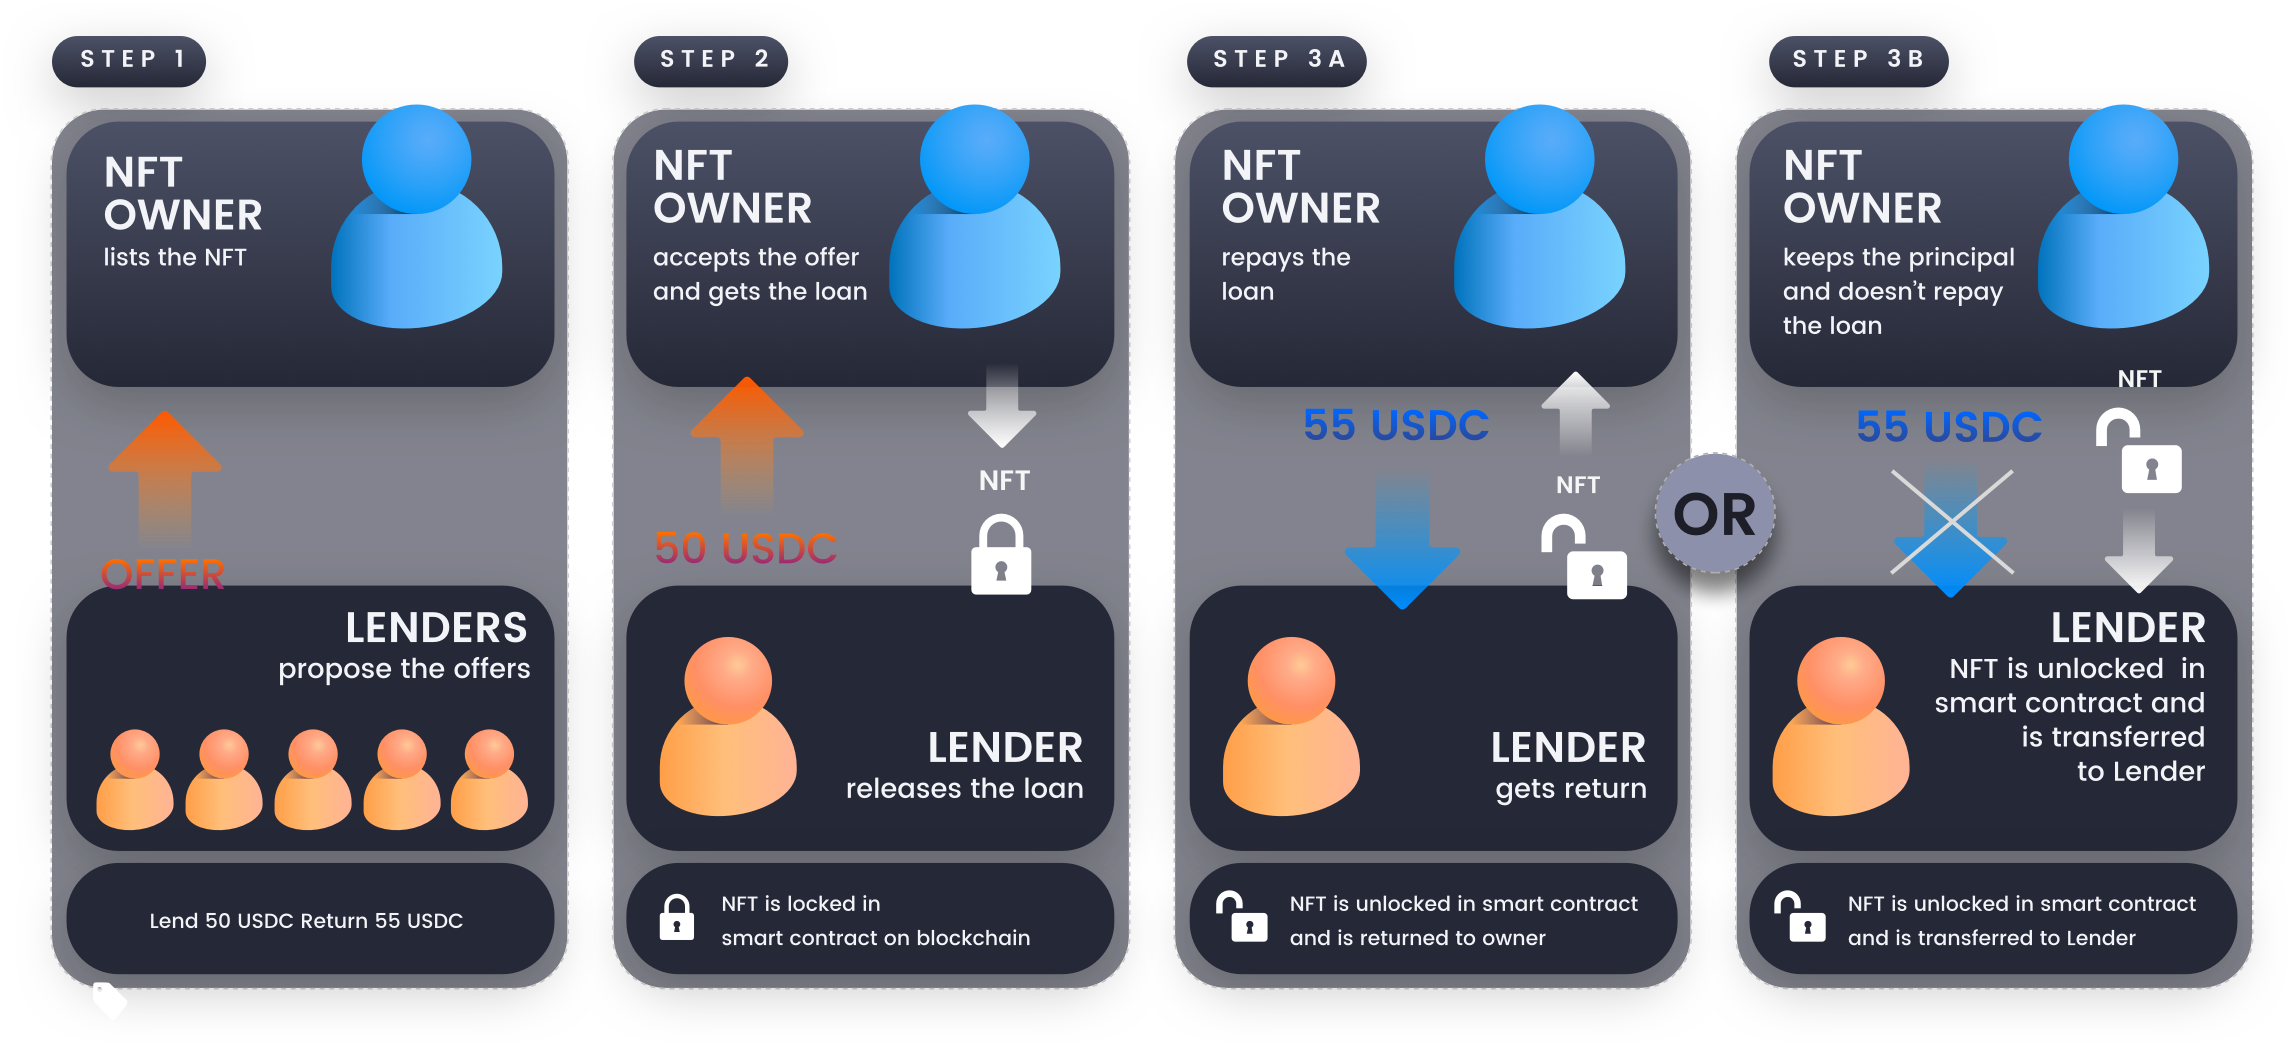 STEP 1
NFT
OWNER
lists the NFT
OFFER
LENDERS
propose the offers
Lend 50 USDC Return 55 USDC
STEP 2
NFT
OWNER
accepts the offer
and gets the loan
50 USDC
NFT
LENDER
releases the loan
NFT is locked in
smart contract on blockchain
STEP 3A
NFT
OWNER
repays the
loan
55 USDC
NFT
LENDER
gets return
NFT is unlocked in smart contract
and is returned to owner
OR
STEP 3B
NFT
OWNER
keeps the principal
and doesn’t repay
the loan
NFT
55 USDC
LENDER
NFT is unlocked in
smart contract and
is transferred
to Lender
NFT is unlocked in smart contract
and is transferred to Lender